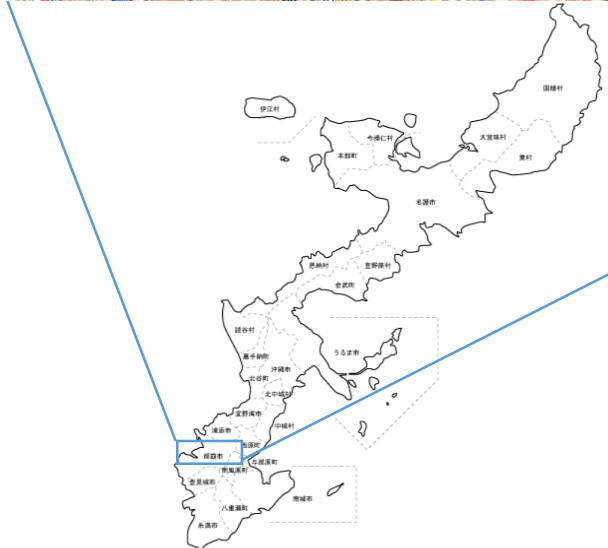 国頭村
伊江村
今帰仁村
大宜味村
本部町
東村
名護市
恩納村
宜野座村
金武町
読谷村
うるま市
嘉手納町
沖縄市
北谷町
北中城村
宜野湾市
中城村
浦添市
西原町
那覇市
与那原町
南風原町
豊見城市
南城市
八重瀬町
糸満市